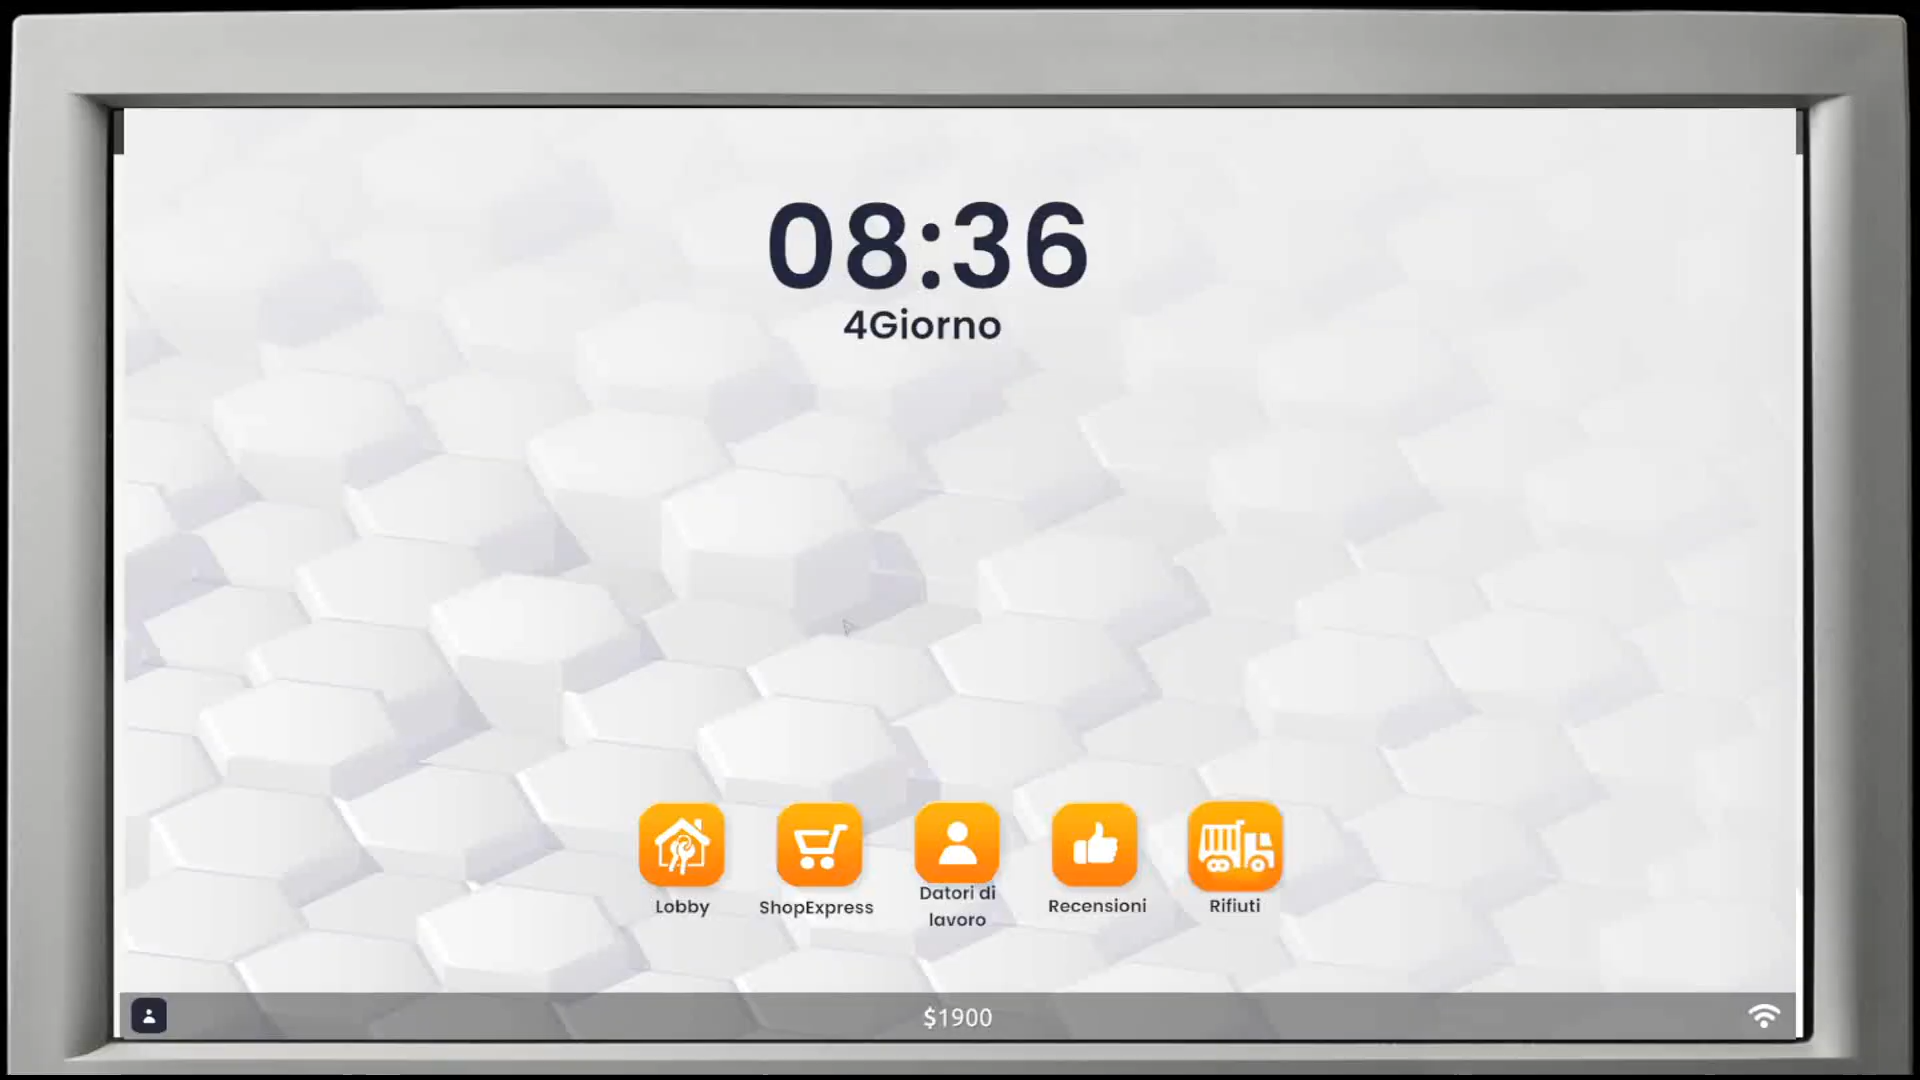 08:36
4Giorno
Lobby
ShopExpress
Datori di
lavoro
Recensioni
Rifiuti
$1900